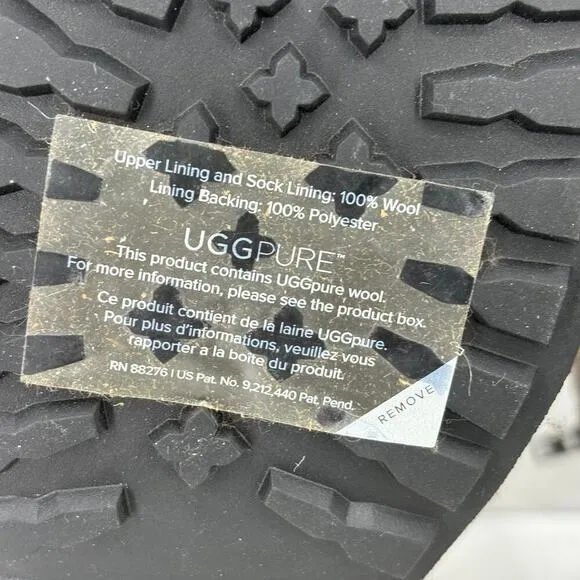 Upper Lining and Sock Lining: 100% Wool
Lining Backing: 100% Polyester
UGGPURE™
This product contains UGGpure wool.
For more information, please see the product box.
Ce produit contient de la laine UGGpure.
Pour plus d'informations, veuillez vous
rapporter a la boîte du produit.
RN 88276 I US Pat. No. 9,212,440 Pat. Pend.
REMOVE